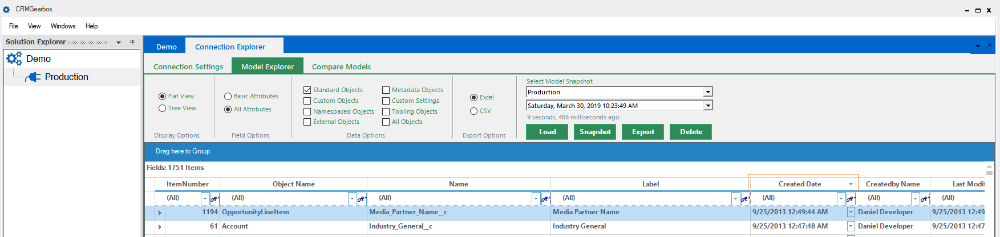 CRMGearbox
File View Windows Help
Solution Explorer
Demo
Production
Demo Connection Explorer
Connection Settings Model Explorer Compare Models
Flat View
Tree View
Display Options
Basic Attributes
All Attributes
Field Options
Standard Objects Metadata Objects
Custom Objects Custom Settings
Namespaced Objects Tooling Objects
External Objects All Objects
Data Options
Excel
CSV
Export Options
Select Model Snapshot
Production
Saturday, March 30, 2019 10:23:49 AM
9 seconds, 468 milliseconds ago
Load Snapshot Export Delete
Drag here to Group
Fields: 1751 Items
ItemNumber Object Name Name Label Created Date Createdby Name Last Modif
(All) (All) (All) (All) (All) (All) (All)
1194 OpportunityLineItem Media_Partner_Name__c Media Partner Name 9/25/2013 12:49:44 AM Daniel Developer 9/25/2013 12:49
61 Account Industry_General__c Industry General 9/25/2013 12:47:48 AM Daniel Developer 9/25/2013 12:47